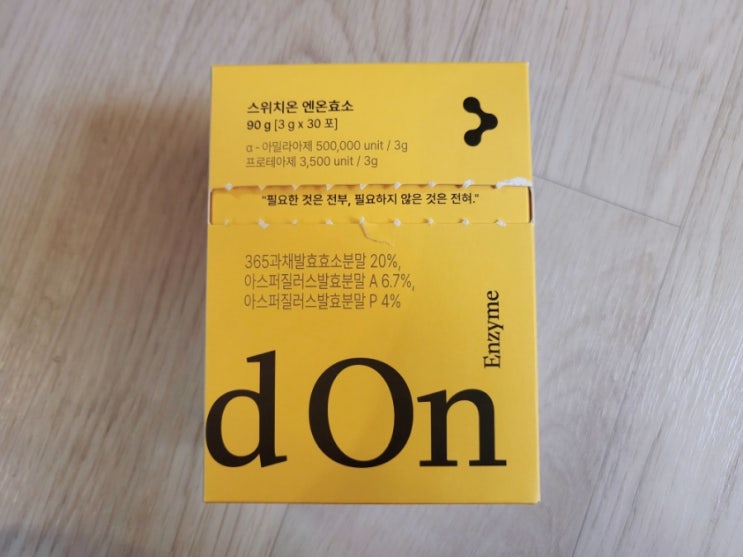 스위치온 엔온효소
90 g [3 g x 30 포]
α - 아밀라아제 500,000 unit / 3g
프로테아제 3,500 unit / 3g
"필요한 것은 전부, 필요하지 않은 것은 전혀."
365과채발효효소분말 20%,
아스퍼질러스발효분말 A 6.7%,
아스퍼질러스발효분말 P 4%
Enzyme
d On